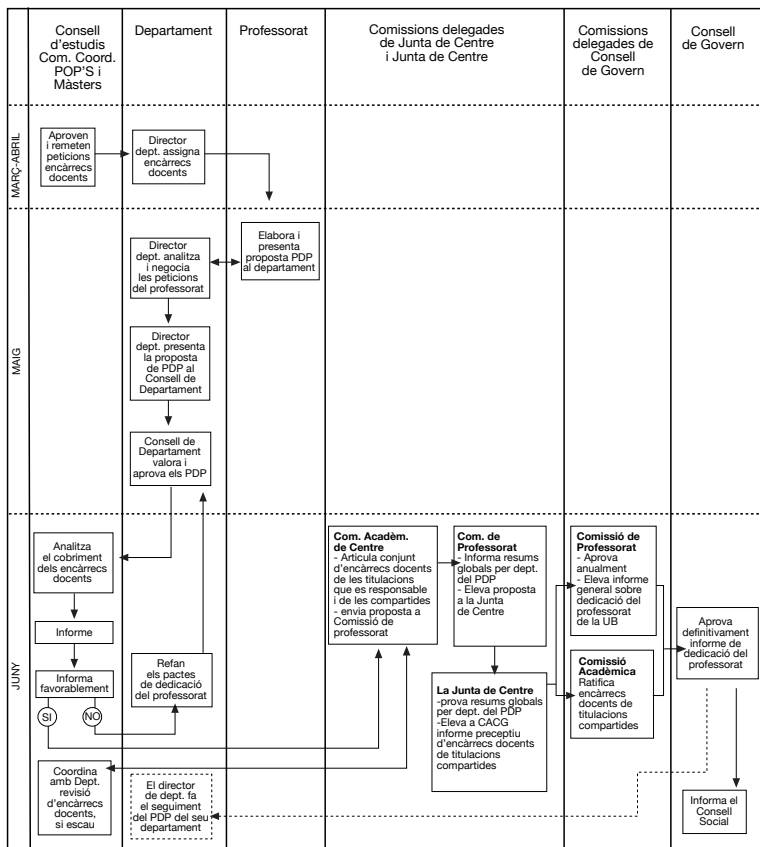 Consell
d'estudis
Com. Coord.
POP'S i
Màsters
Departament
Professorat
Comissions delegades
de Junta de Centre
i Junta de Centre
Comissions
delegades de
Consell
de Govern
Consell
de Govern
MARÇ-ABRIL
Aproven
i remeten
peticions
encàrrecs
docents
Director
dept. assigna
encàrrecs
docents
MAIG
Elabora i
presenta
proposta PDP
al departament
Director
dept. analitza
i negocia
les peticions
del professorat
Director
dept. presenta
la proposta
de PDP al
Consell de
Departament
Consell de
Departament
valora i
aprova els PDP
JUNY
Analitza
el cobriment
dels encàrrecs
docents
Informe
Informa
favorablement
SI
NO
Coordina
amb Dept.
revisió
d'encàrrecs
docents,
si escau
Refan
els pactes
de dedicació
del professorat
El director
de dept. fa
el seguiment
del PDP del seu
departament
Com. Acadèm.
de Centre
- Articula conjunt
d'encàrrecs docents
de les titulacions
que es responsable
i de les compartides
- envia proposta a
Comissió de
professorat
Com. de
Professorat
- Informa resums
globals per dept.
del PDP
- Eleva proposta
a la Junta de
Centre
La Junta de Centre
-prova resums globals
per dept. del PDP
-Eleva a CACG
informe preceptiu
d'encàrrecs docents
de titulacions
compartides
Comissió de
Professorat
- Aprova
anualment
- Eleva informe
general sobre
dedicació del
professorat
de la UB
Comissió
Acadèmica
Ratifica
encàrrecs
docents de
titulacions
compartides
Aprova
definitivament
informe de
dedicació del
professorat
Informa el
Consell
Social